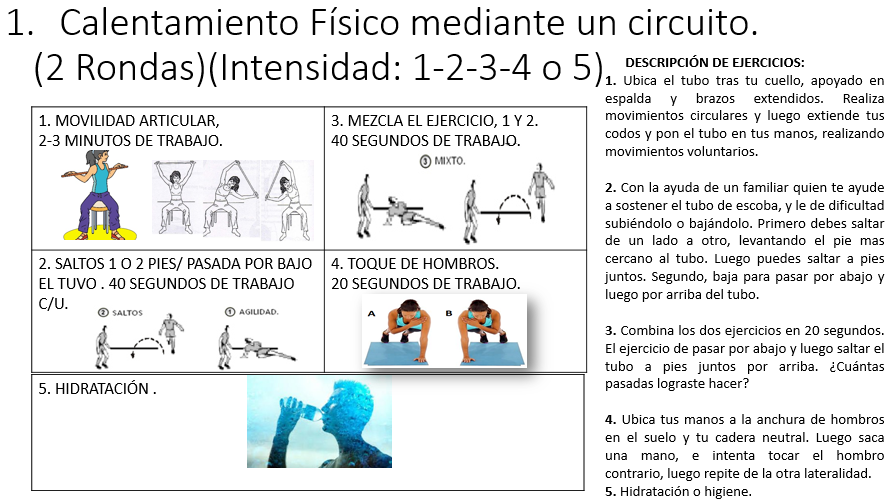 1. Calentamiento Físico mediante un circuito.
(2 Rondas)(Intensidad: 1-2-3-4 o 5)
1. MOVILIDAD ARTICULAR,
2-3 MINUTOS DE TRABAJO.
3. MEZCLA EL EJERCICIO, 1 Y 2.
40 SEGUNDOS DE TRABAJO.
③ MIXTO.
2. SALTOS 1 O 2 PIES/ PASADA POR BAJO
EL TUVO . 40 SEGUNDOS DE TRABAJO
C/U.
② SALTOS
① AGILIDAD.
4. TOQUE DE HOMBROS.
20 SEGUNDOS DE TRABAJO.
A
B
5. HIDRATACIÓN .
DESCRIPCIÓN DE EJERCICIOS:
1. Ubica el tubo tras tu cuello, apoyado en
espalda y brazos extendidos. Realiza
movimientos circulares y luego extiende tus
codos y pon el tubo en tus manos, realizando
movimientos voluntarios.
2. Con la ayuda de un familiar quien te ayude
a sostener el tubo de escoba, y le de dificultad
subiéndolo o bajándolo. Primero debes saltar
de un lado a otro, levantando el pie mas
cercano al tubo. Luego puedes saltar a pies
juntos. Segundo, baja para pasar por abajo y
luego por arriba del tubo.
3. Combina los dos ejercicios en 20 segundos.
El ejercicio de pasar por abajo y luego saltar el
tubo a pies juntos por arriba. ¿Cuántas
pasadas lograste hacer?
4. Ubica tus manos a la anchura de hombros
en el suelo y tu cadera neutral. Luego saca
una mano, e intenta tocar el hombro
contrario, luego repite de la otra lateralidad.
5. Hidratación o higiene.